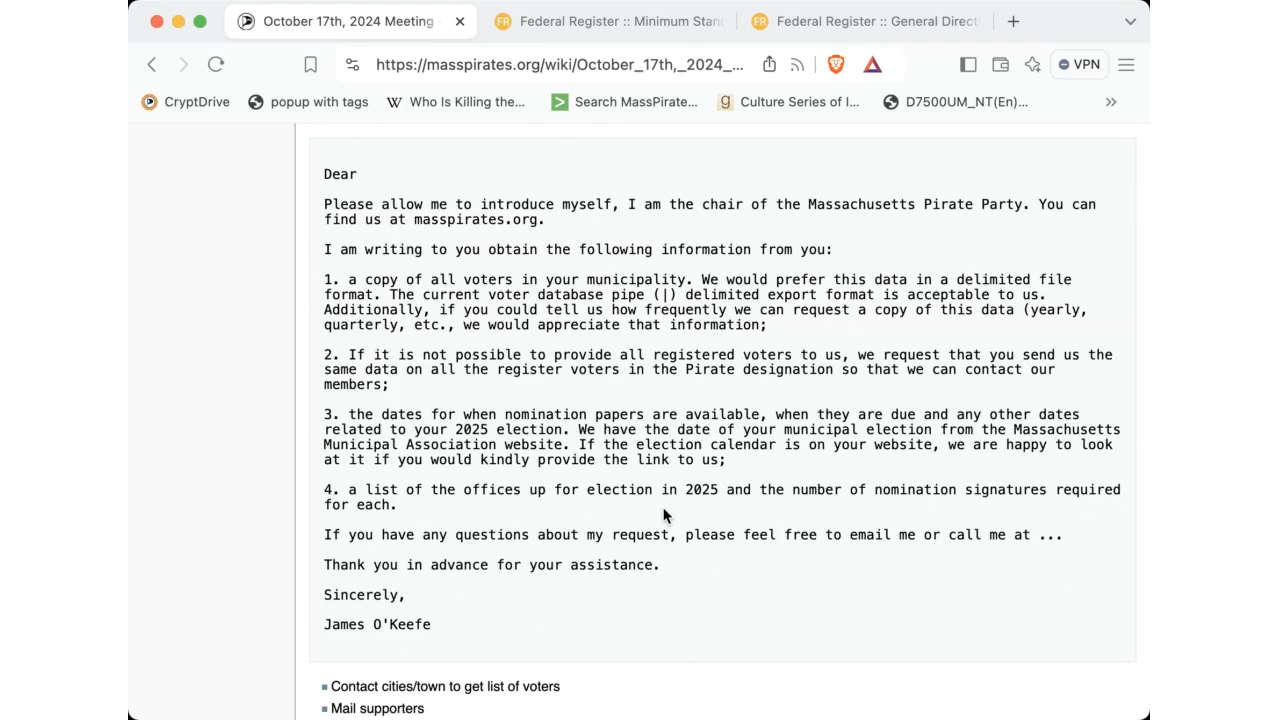 October 17th, 2024 Meeting
Federal Register :: Minimum Stan
Federal Register :: General Directi
https://masspirates.org/wiki/October_17th,_2024_...
VPN
CryptDrive
popup with tags
Who Is Killing the...
Search MassPirate...
Culture Series of I...
D7500UM_NT(En)...
Dear
Please allow me to introduce myself, I am the chair of the Massachusetts Pirate Party. You can
find us at masspirates.org.
I am writing to you obtain the following information from you:
1. a copy of all voters in your municipality. We would prefer this data in a delimited file
format. The current voter database pipe (|) delimited export format is acceptable to us.
Additionally, if you could tell us how frequently we can request a copy of this data (yearly,
quarterly, etc., we would appreciate that information;
2. If it is not possible to provide all registered voters to us, we request that you send us the
same data on all the register voters in the Pirate designation so that we can contact our
members;
3. the dates for when nomination papers are available, when they are due and any other dates
related to your 2025 election. We have the date of your municipal election from the Massachusetts
Municipal Association website. If the election calendar is on your website, we are happy to look
at it if you would kindly provide the link to us;
4. a list of the offices up for election in 2025 and the number of nomination signatures required
for each.
If you have any questions about my request, please feel free to email me or call me at ...
Thank you in advance for your assistance.
Sincerely,
James O'Keefe
Contact cities/town to get list of voters
Mail supporters